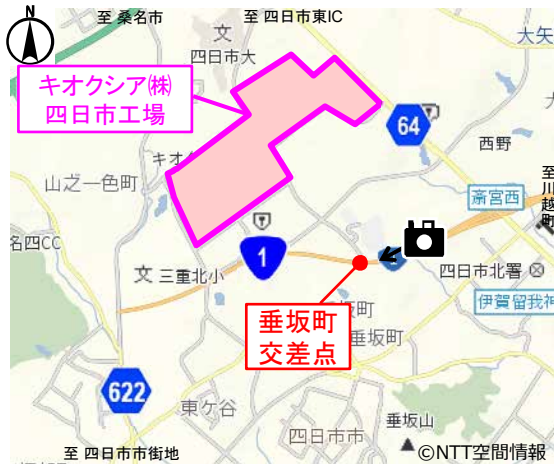 至 桑名市
至 四日市東IC
N
文
四日市大
大矢
キオクシア㈱
四日市工場
64
キオク
西野
山之一色町
至川越町
斎宮西
名四CC
1
文 三重北小
四日市北署
伊賀留我神
垂坂町
交差点
坂町
垂坂町
622
東ケ谷
垂坂山
四日市市
至 四日市市街地
©NTT空間情報